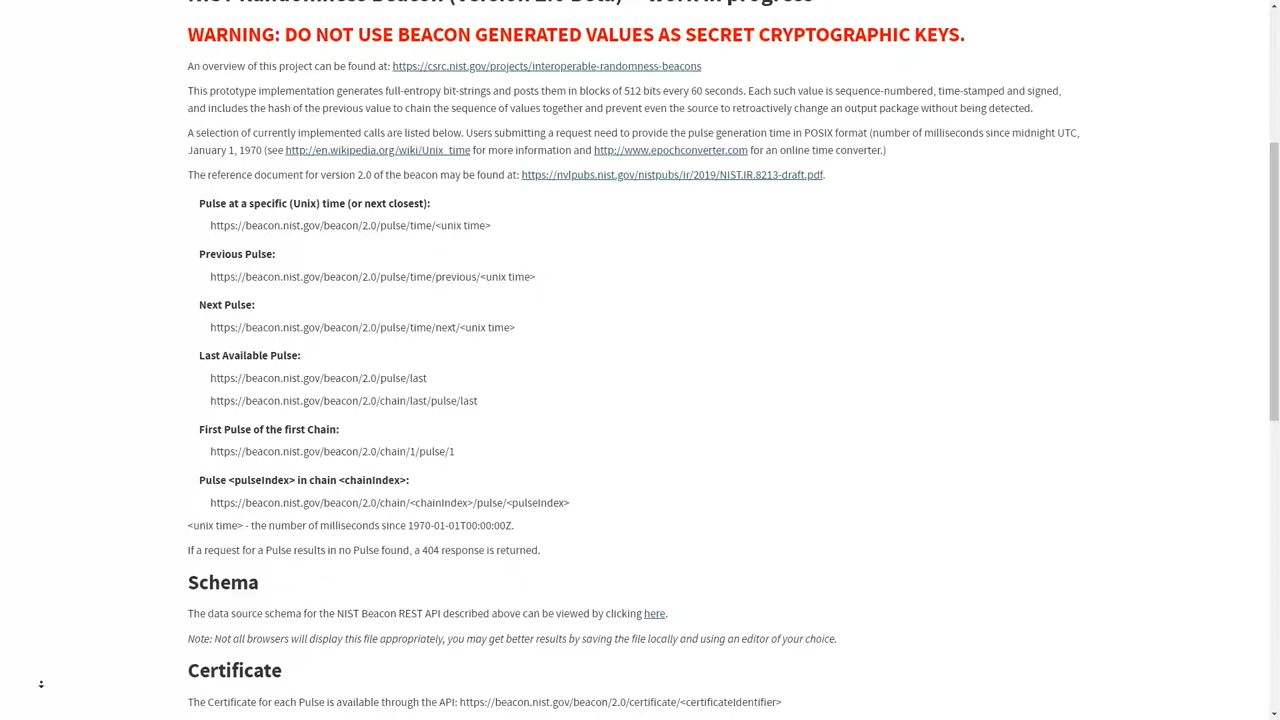 NIST Randomness Beacon (Version 2.0 Beta) - work in progress
WARNING: DO NOT USE BEACON GENERATED VALUES AS SECRET CRYPTOGRAPHIC KEYS.
An overview of this project can be found at: https://csrc.nist.gov/projects/interoperable-randomness-beacons
This prototype implementation generates full-entropy bit-strings and posts them in blocks of 512 bits every 60 seconds. Each such value is sequence-numbered, time-stamped and signed,
and includes the hash of the previous value to chain the sequence of values together and prevent even the source to retroactively change an output package without being detected.
A selection of currently implemented calls are listed below. Users submitting a request need to provide the pulse generation time in POSIX format (number of milliseconds since midnight UTC,
January 1, 1970 (see http://en.wikipedia.org/wiki/Unix_time for more information and http://www.epochconverter.com for an online time converter.)
The reference document for version 2.0 of the beacon may be found at: https://nvlpubs.nist.gov/nistpubs/ir/2019/NIST.IR.8213-draft.pdf.
Pulse at a specific (Unix) time (or next closest):
https://beacon.nist.gov/beacon/2.0/pulse/time/<unix time>
Previous Pulse:
https://beacon.nist.gov/beacon/2.0/pulse/time/previous/<unix time>
Next Pulse:
https://beacon.nist.gov/beacon/2.0/pulse/time/next/<unix time>
Last Available Pulse:
https://beacon.nist.gov/beacon/2.0/pulse/last
https://beacon.nist.gov/beacon/2.0/chain/last/pulse/last
First Pulse of the first Chain:
https://beacon.nist.gov/beacon/2.0/chain/1/pulse/1
Pulse <pulseIndex> in chain <chainIndex>:
https://beacon.nist.gov/beacon/2.0/chain/<chainIndex>/pulse/<pulseIndex>
<unix time> - the number of milliseconds since 1970-01-01T00:00:00Z.
If a request for a Pulse results in no Pulse found, a 404 response is returned.
Schema
The data source schema for the NIST Beacon REST API described above can be viewed by clicking here.
Note: Not all browsers will display this file appropriately, you may get better results by saving the file locally and using an editor of your choice.
Certificate
The Certificate for each Pulse is available through the API: https://beacon.nist.gov/beacon/2.0/certificate/<certificateIdentifier>